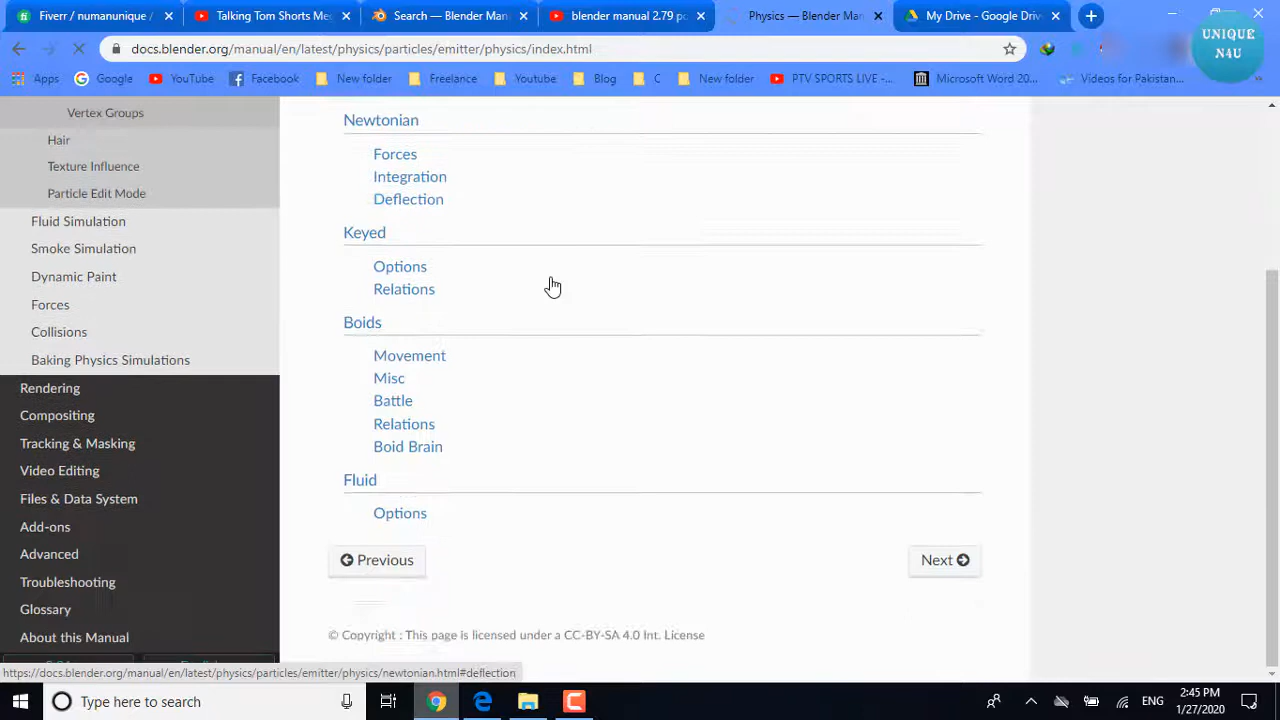 Fiverr / numanunique /
Talking Tom Shorts Me
Search — Blender Man
blender manual 2.79 po
Physics — Blender Man
My Drive - Google Drive
docs.blender.org/manual/en/latest/physics/particles/emitter/physics/index.html
UNIQUE
N4U
Apps
Google
YouTube
Facebook
New folder
Freelance
Youtube
Blog
C
New folder
PTV SPORTS LIVE -...
Microsoft Word 20...
Videos for Pakistan...
Vertex Groups
Hair
Texture Influence
Particle Edit Mode
Fluid Simulation
Smoke Simulation
Dynamic Paint
Forces
Collisions
Baking Physics Simulations
Rendering
Compositing
Tracking & Masking
Video Editing
Files & Data System
Add-ons
Advanced
Troubleshooting
Glossary
About this Manual
Newtonian
Forces
Integration
Deflection
Keyed
Options
Relations
Boids
Movement
Misc
Battle
Relations
Boid Brain
Fluid
Options
Previous
Next
© Copyright : This page is licensed under a CC-BY-SA 4.0 Int. License
https://docs.blender.org/manual/en/latest/physics/particles/emitter/physics/newtonian.html#deflection
Type here to search
ENG
2:45 PM
1/27/2020